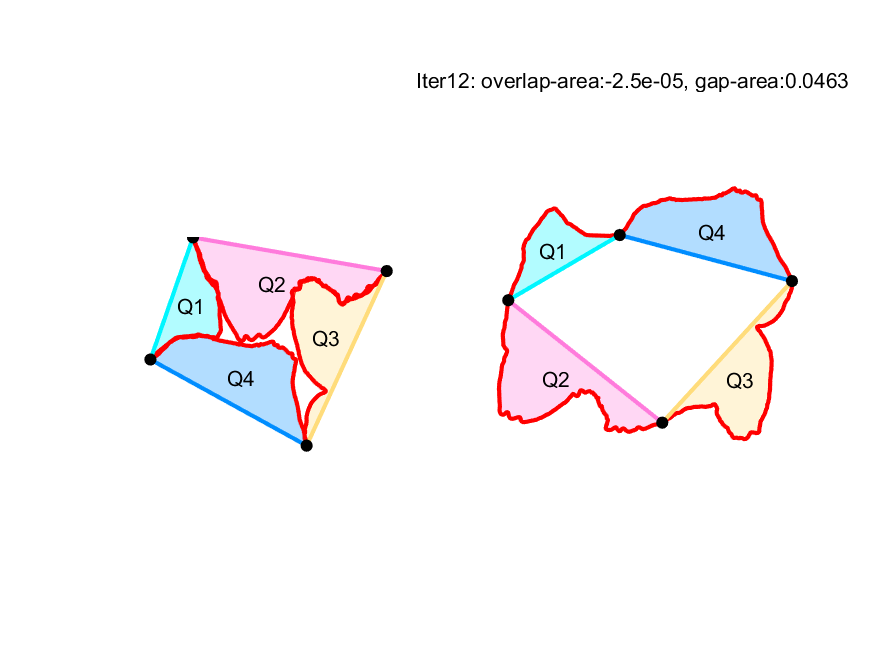 Iter12: overlap-area:-2.5e-05, gap-area:0.0463
Q1
Q2
Q3
Q4
Q1
Q4
Q2
Q3